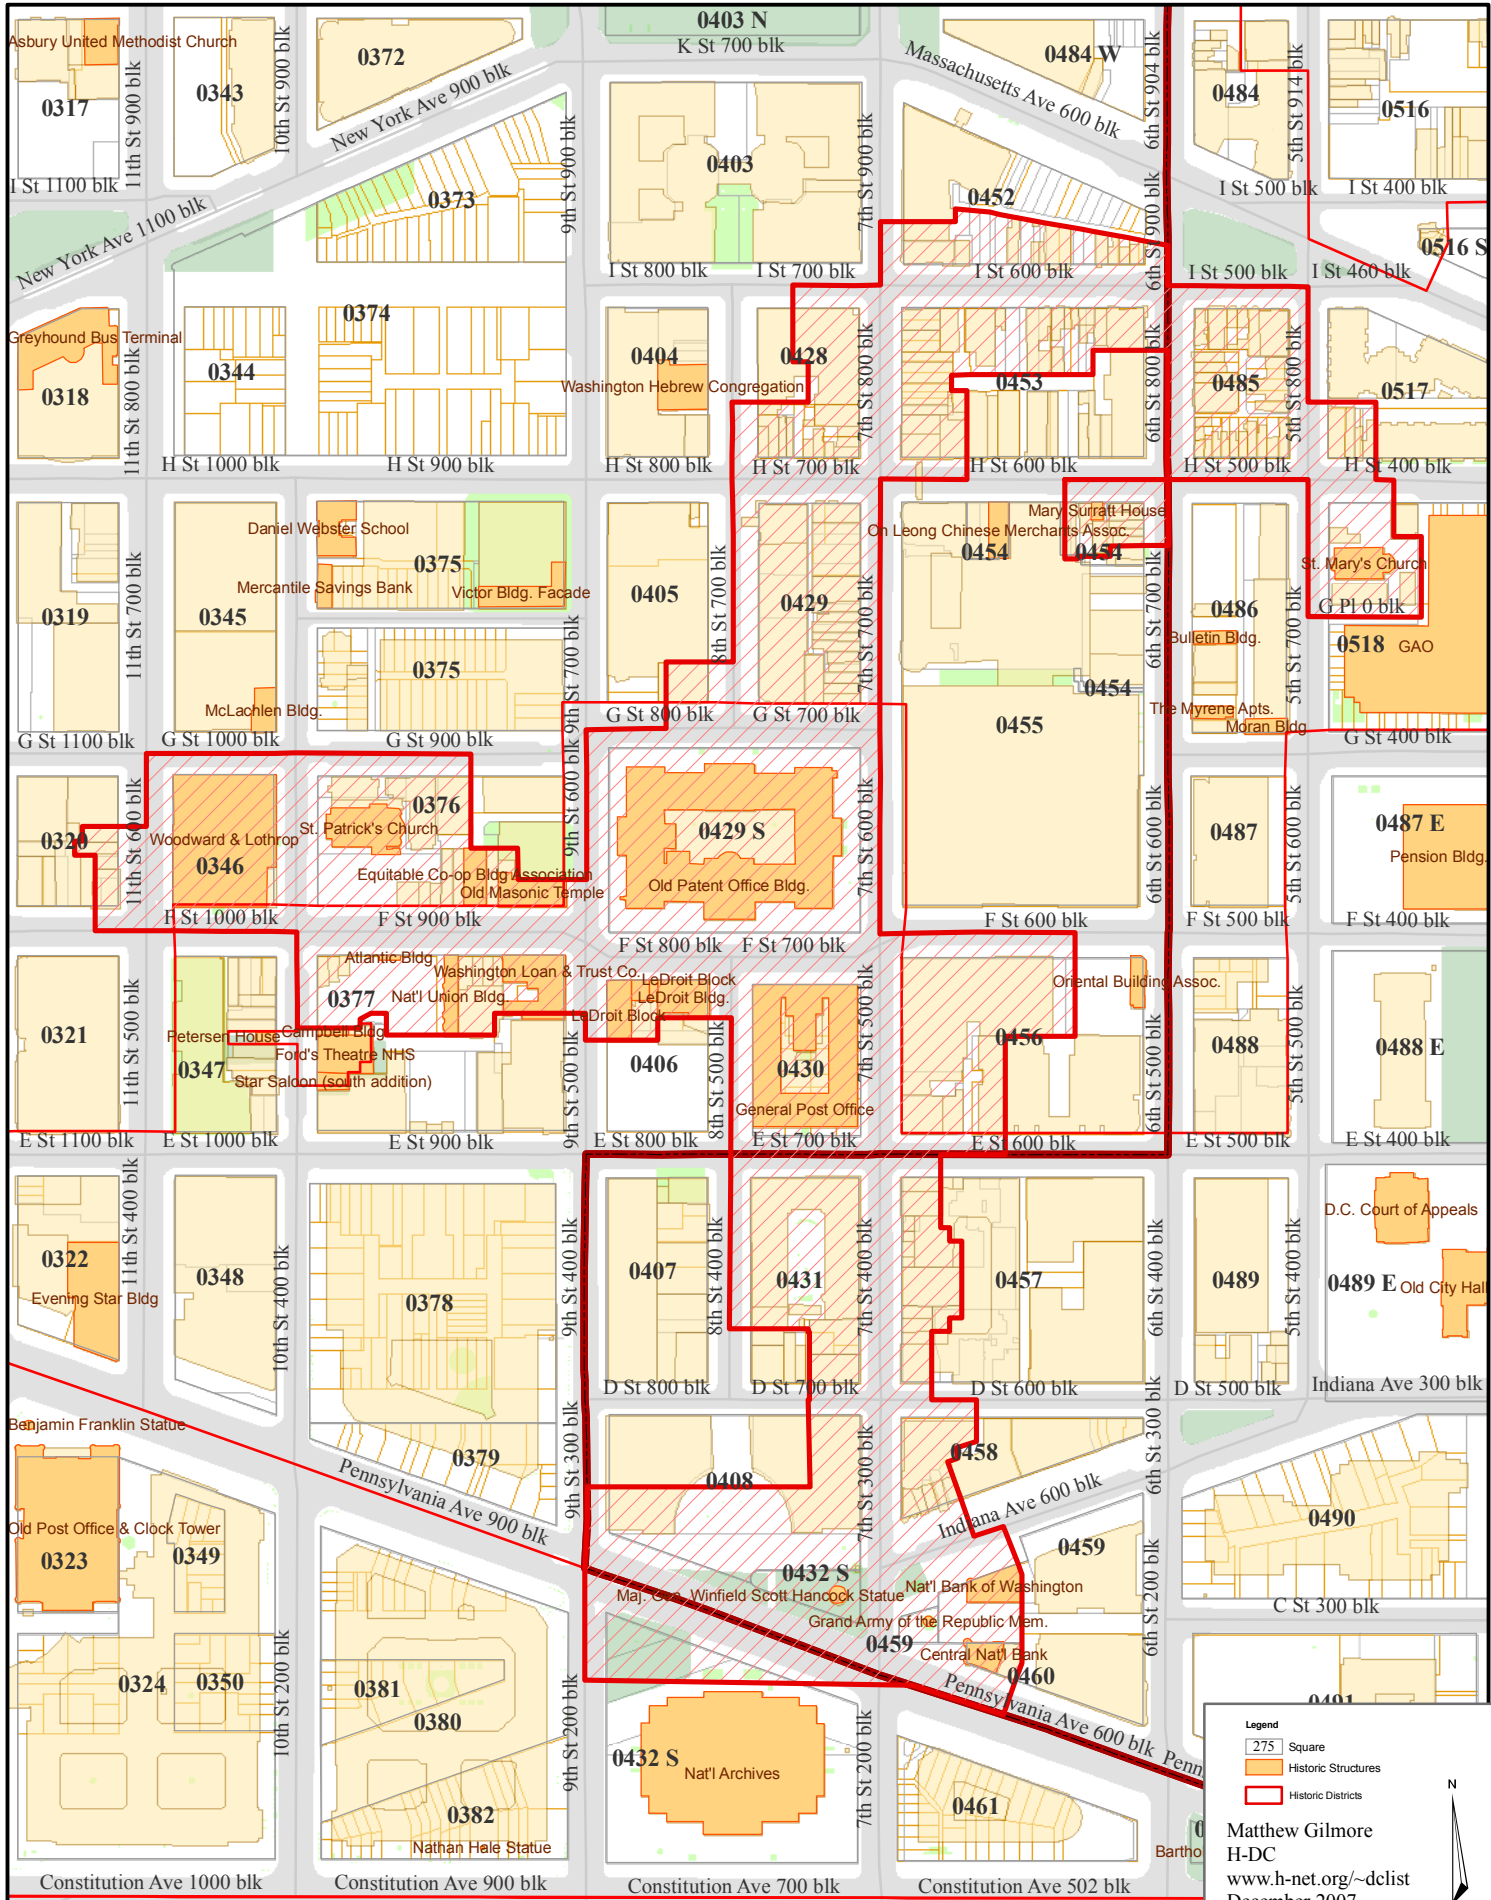 0403 N
K St 700 blk
Asbury United Methodist Church
0372
0484 W
Massachusetts Ave 600 blk
0317
11th St 900 blk
0343
10th St 900 blk
New York Ave 900 blk
6th St 904 blk
0484
5th St 914 blk
0516
I St 1100 blk
0373
9th St 900 blk
0403
7th St 900 blk
0452
6th St 900 blk
I St 500 blk
I St 400 blk
New York Ave 1100 blk
I St 800 blk
I St 700 blk
I St 600 blk
I St 500 blk
I St 460 blk
0516 S
Greyhound Bus Terminal
0318
11th St 800 blk
0344
0374
0404
Washington Hebrew Congregation
0428
7th St 800 blk
0453
6th St 800 blk
0485
5th St 800 blk
0517
H St 1000 blk
H St 900 blk
H St 800 blk
H St 700 blk
H St 600 blk
H St 500 blk
H St 400 blk
0319
11th St 700 blk
0345
McLachlen Bldg.
Daniel Webster School
0375
Mercantile Savings Bank
Victor Bldg. Facade
0375
9th St 700 blk
0405
8th St 700 blk
0429
7th St 700 blk
Mary Surratt House
On Leong Chinese Merchants Assoc.
0454
0454
0454
0455
6th St 700 blk
0486
Bulletin Bldg.
The Myrene Apts.
Moran Bldg
5th St 700 blk
St. Mary's Church
G Pl 0 blk
0518
GAO
G St 1100 blk
G St 1000 blk
G St 900 blk
G St 800 blk
G St 700 blk
G St 400 blk
0320
11th St 600 blk
Woodward & Lothrop
0346
St. Patrick's Church
0376
Equitable Co-op Bldg Association
Old Masonic Temple
9th St 600 blk
0429 S
Old Patent Office Bldg.
7th St 600 blk
6th St 600 blk
0487
5th St 600 blk
0487 E
Pension Bldg.
F St 1000 blk
F St 900 blk
F St 800 blk
F St 700 blk
F St 600 blk
F St 500 blk
F St 400 blk
0321
11th St 500 blk
Petersen House
0347
Atlantic Bldg
0377
Washington Loan & Trust Co.
Nat'l Union Bldg.
Campbell Bldg
Ford's Theatre NHS
Star Saloon (south addition)
9th St 500 blk
LeDroit Block
LeDroit Bldg.
LeDroit Block
0406
8th St 500 blk
0430
General Post Office
7th St 500 blk
0456
Oriental Building Assoc.
6th St 500 blk
0488
5th St 500 blk
0488 E
E St 1100 blk
E St 1000 blk
E St 900 blk
E St 800 blk
E St 700 blk
E St 600 blk
E St 500 blk
E St 400 blk
0322
Evening Star Bldg
11th St 400 blk
0348
10th St 400 blk
0378
9th St 400 blk
0407
8th St 400 blk
0431
7th St 400 blk
0457
6th St 400 blk
0489
5th St 400 blk
D.C. Court of Appeals
0489 E
Old City Hall
D St 800 blk
D St 700 blk
D St 600 blk
D St 500 blk
Indiana Ave 300 blk
Benjamin Franklin Statue
0379
Pennsylvania Ave 900 blk
9th St 300 blk
0408
7th St 300 blk
0458
Indiana Ave 600 blk
6th St 300 blk
0490
Old Post Office & Clock Tower
0323
0349
0432 S
Maj. Gen. Winfield Scott Hancock Statue
Nat'l Bank of Washington
Grand Army of the Republic Mem.
0459
0459
Central Nat'l Bank
0460
6th St 200 blk
C St 300 blk
0324
0350
10th St 200 blk
0381
0380
0382
Nathan Hale Statue
9th St 200 blk
0432 S
Nat'l Archives
7th St 200 blk
Pennsylvania Ave 600 blk
Penn
0461
0491
Bartho
Constitution Ave 1000 blk
Constitution Ave 900 blk
Constitution Ave 700 blk
Constitution Ave 502 blk
Legend
275 Square
Historic Structures
Historic Districts
N
Matthew Gilmore
H-DC
www.h-net.org/~dclist
December 2007